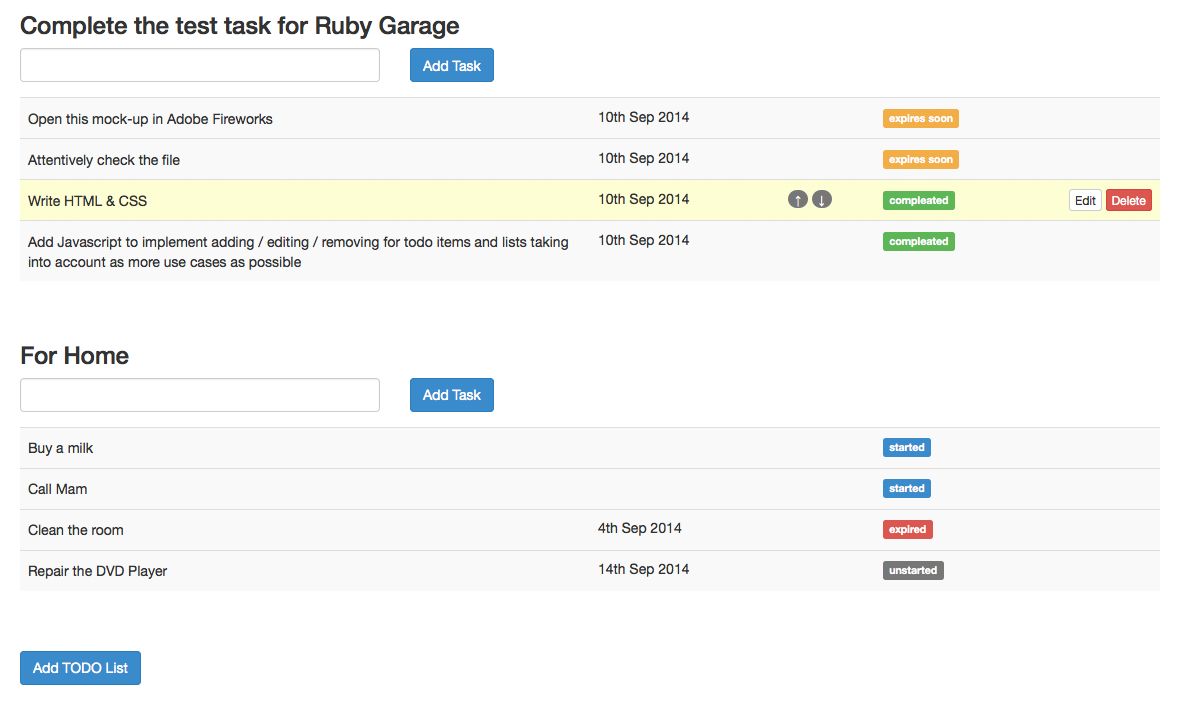 Complete the test task for Ruby Garage
Add Task
Open this mock-up in Adobe Fireworks 10th Sep 2014 expires soon
Attentively check the file 10th Sep 2014 expires soon
Write HTML & CSS 10th Sep 2014 ↑ ↓ compleated Edit Delete
Add Javascript to implement adding / editing / removing for todo items and lists taking 10th Sep 2014 compleated
into account as more use cases as possible
For Home
Add Task
Buy a milk started
Call Mam started
Clean the room 4th Sep 2014 expired
Repair the DVD Player 14th Sep 2014 unstarted
Add TODO List